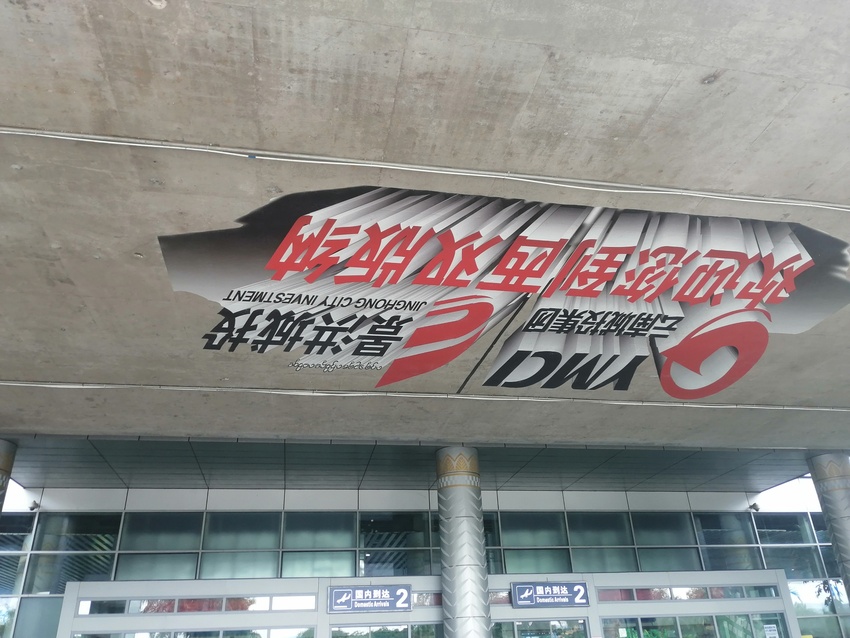 YMCI
云南城投集团
景洪城投
JINGHONG CITY INVESTMENT
欢迎您到西双版纳
国内到达
Domestic Arrivals
2
国内到达
Domestic Arrivals
2